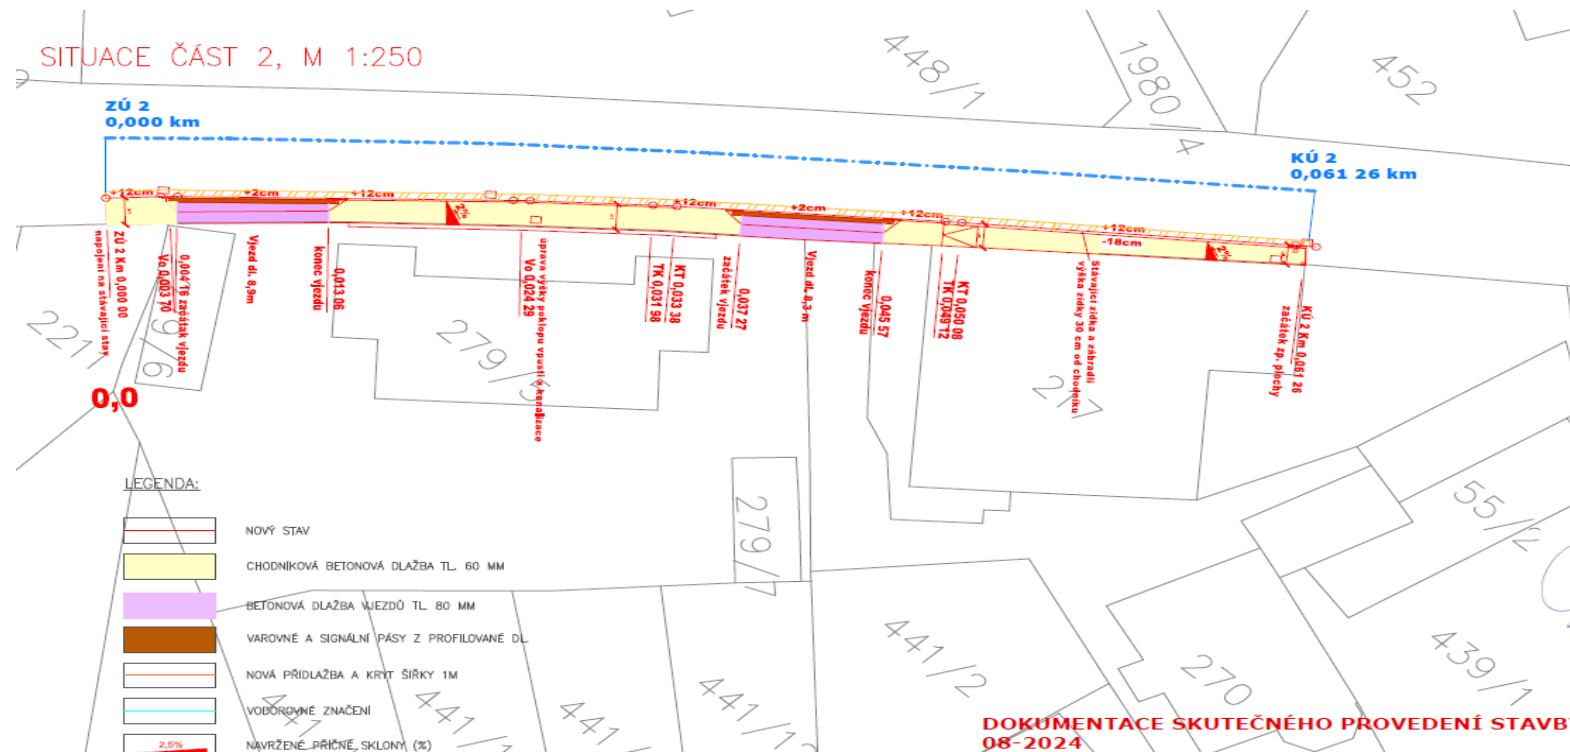 SITUACE ČÁST 2, M 1:250
448/1
1980/4
452
ZÚ 2
0,000 km
KÚ 2
0,061 26 km
+12cm
+2cm
+12cm
+12cm
+2cm
+12cm
+12cm
-18cm
2%
2%
ZÚ 2 Km 0,000 00
napojení na stávající stav
Vo 0,003 70
0,004 16 začátek vjezdu
Vjezd dl. 8,9m
0,013 06
konec vjezdu
úprava výšky poklopu vpusti a kanalizace
Vo 0,024 29
TK 0,031 98
KT 0,033 38
0,037 27
začátek vjezdu
Vjezd dl. 8,3 m
0,045 57
konec vjezdu
TK 0,049 12
KT 0,050 08
Stávající zídka a zábradlí
výška zídky 30 cm od chodníku
KÚ 2 Km 0,061 26
začátek zp. plochy
2211
279/5
217
0,0
279/7
55/2
439/1
270
441/2
LEGENDA:
NOVÝ STAV
CHODNÍKOVÁ BETONOVÁ DLAŽBA TL. 60 MM
BETONOVÁ DLAŽBA VJEZDŮ TL. 80 MM
VAROVNÉ A SIGNÁLNÍ PÁSY Z PROFILOVANÉ DL.
NOVÁ PŘÍDLAŽBA A KRYT ŠÍŘKY 1M
VODOROVNÉ ZNAČENÍ
2,5%
NAVRŽENÉ PŘÍČNÉ SKLONY (%)
DOKUMENTACE SKUTEČNÉHO PROVEDENÍ STAVB
08-2024